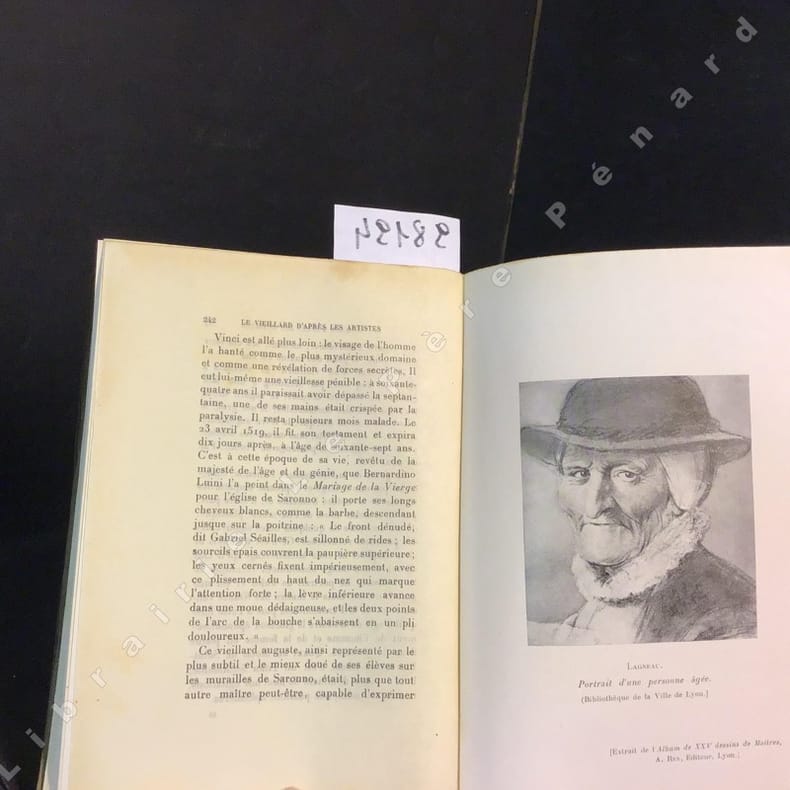 38194
242 LE VIEILLARD D'APRÈS LES ARTISTES
Vinci est allé plus loin : le visage de l'homme
l'a hanté comme le plus mystérieux domaine
et comme une révélation de forces secrètes. Il
eut lui-même une vieillesse pénible : à soixante-
quatre ans il paraissait avoir dépassé la septan-
taine, une de ses mains était crispée par la
paralysie. Il resta plusieurs mois malade. Le
23 avril 1519, il fit son testament et expira
dix jours après, à l'âge de soixante-sept ans.
C'est à cette époque de sa vie, revêtu de la
majesté de l'âge et du génie, que Bernardino
Luini l'a peint dans le Mariage de la Vierge
pour l'église de Saronno : il porte ses longs
cheveux blancs, comme la barbe, descendant
jusque sur la poitrine : « Le front dénudé,
dit Gabriel Séailles, est sillonné de rides ; les
sourcils épais couvrent la paupière supérieure ;
les yeux cernés fixent impérieusement, avec
ce plissement du haut du nez qui marque
l'attention forte ; la lèvre inférieure avance
dans une moue dédaigneuse, et les deux points
de l'arc de la bouche s'abaissent en un pli
douloureux. »
Ce vieillard auguste, ainsi représenté par le
plus subtil et le mieux doué de ses élèves sur
les murailles de Saronno, était, plus que tout
autre maître peut-être, capable d'exprimer
LAGNEAU.
Portrait d'une personne âgée.
(Bibliothèque de la Ville de Lyon.)
[Extrait de l'Album de XXV dessins de Maîtres,
A. REY, Editeur, Lyon.]
Librairie Le Père Pénard